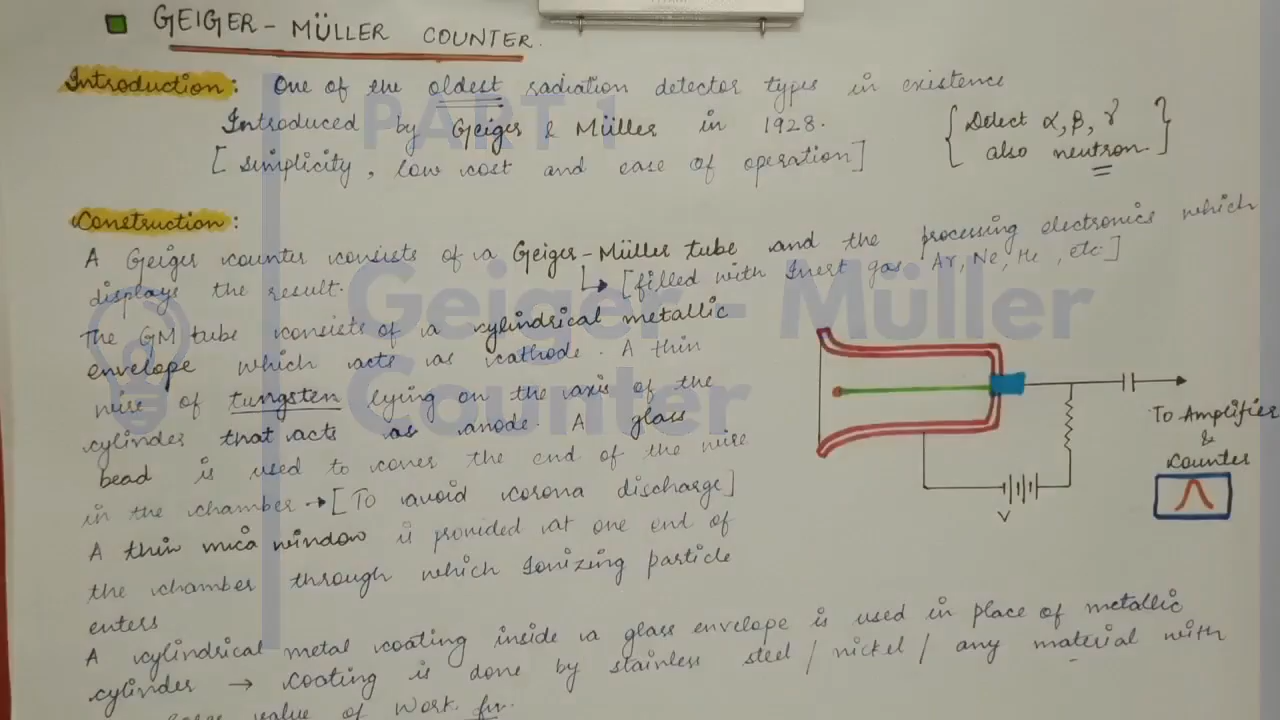 GEIGER - MÜLLER COUNTER.
Introduction: One of the oldest radiation detector types in existence
Introduced by Geiger & Müller in 1928.
[simplicity, low cost and ease of operation]
{Detect α, β, γ
also neutron}
Construction:
A Geiger counter consists of a Geiger-Müller tube and the processing electronics which
displays the result.
↳ [filled with Inert gas Ar, Ne, He, etc]
The GM tube consists of a cylindrical metallic
envelope which acts as cathode. A thin
wire of tungsten lying on the axis of the
cylinder that acts as anode. A glass
bead is used to cover the end of the wire
in the chamber → [To avoid corona discharge]
A thin mica window is provided at one end of
the chamber through which Ionizing particle
enters
A cylindrical metal coating inside a glass envelope is used in place of metallic
cylinder → coating is done by stainless steel / nickel / any material with
large value of work fn.
V
To Amplifier
&
Counter
PART 1
Geiger - Müller
Counter